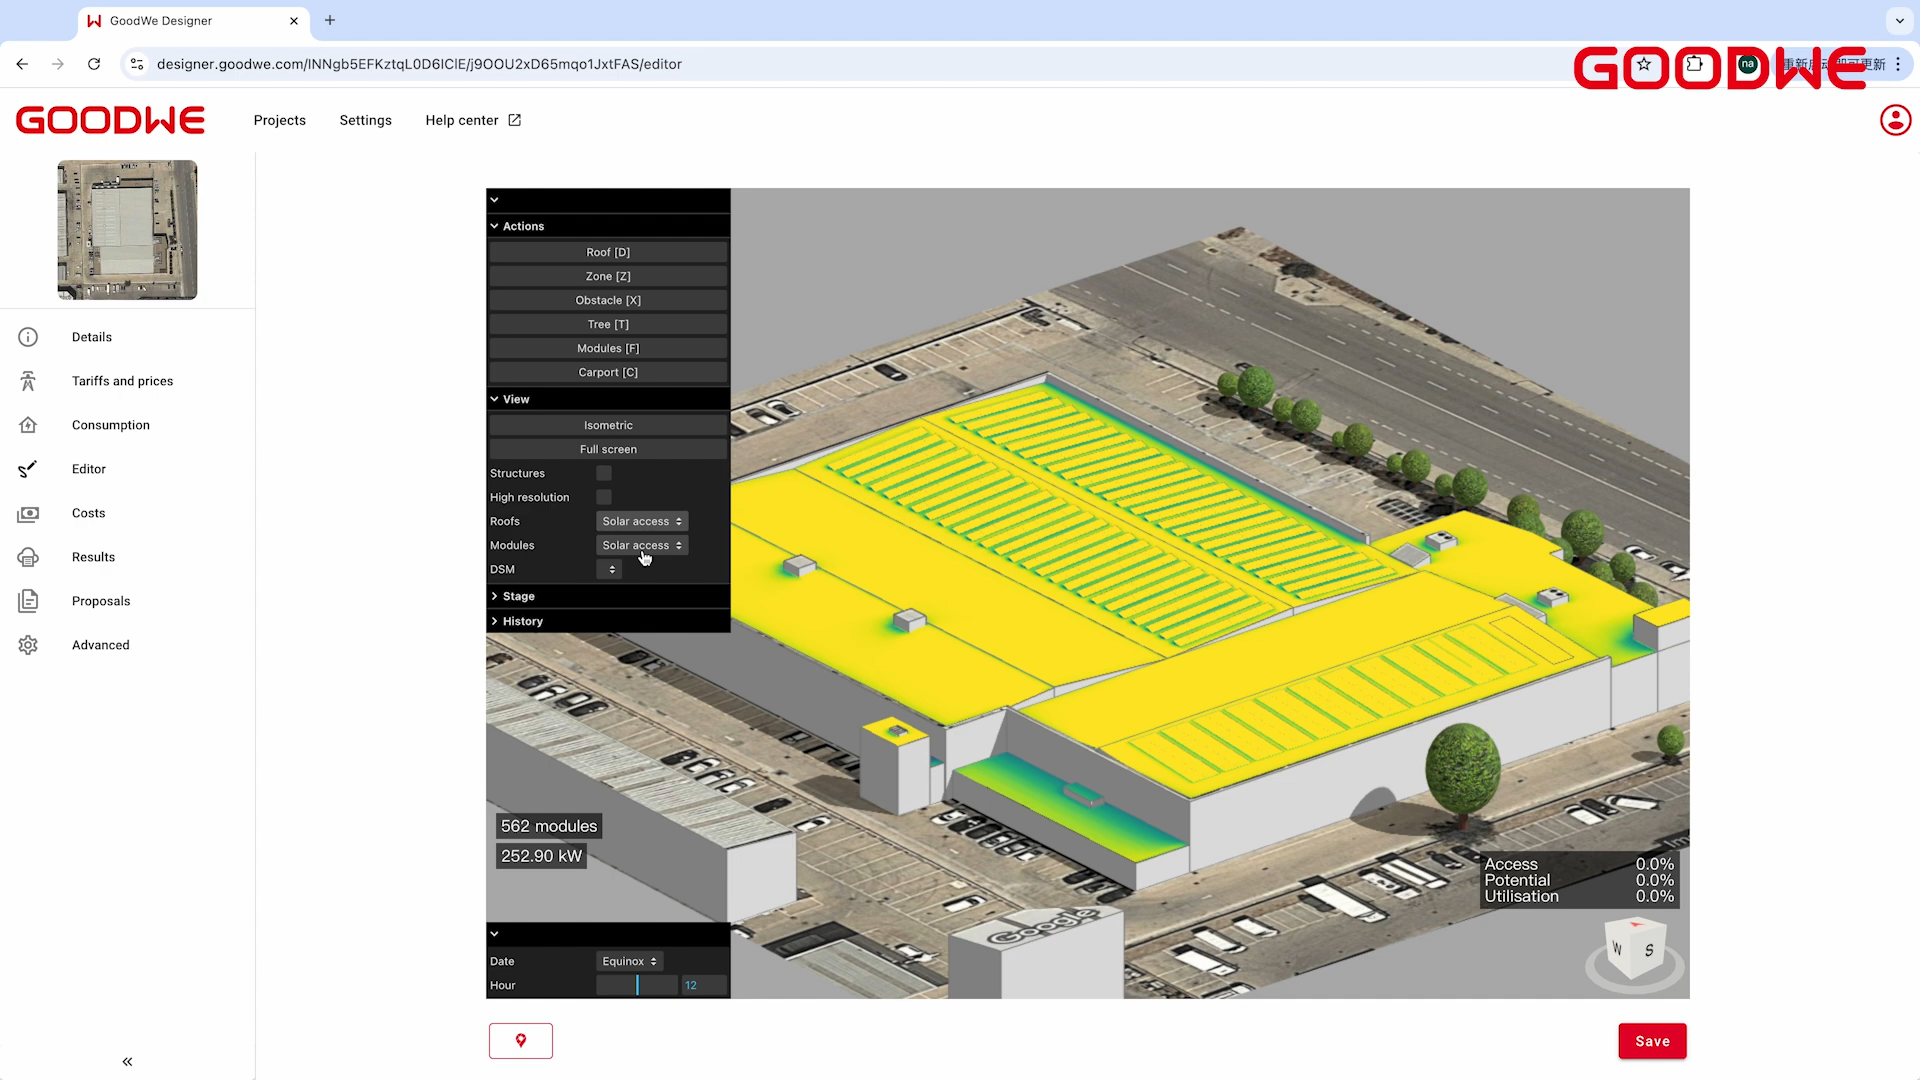 GoodWe Designer
designer.goodwe.com/lNNgb5EFKztqL0D6lClE/j9OOU2xD65mqo1JxtFAS/editor
na
GOODWE
GOODWE
Projects
Settings
Help center
Details
Tariffs and prices
Consumption
Editor
Costs
Results
Proposals
Advanced
Actions
Roof [D]
Zone [Z]
Obstacle [X]
Tree [T]
Modules [F]
Carport [C]
View
Isometric
Full screen
Structures
High resolution
Roofs Solar access
Modules Solar access
DSM
Stage
History
562 modules
252.90 kW
Access 0.0%
Potential 0.0%
Utilisation 0.0%
Google
W S
Date Equinox
Hour 12
Save